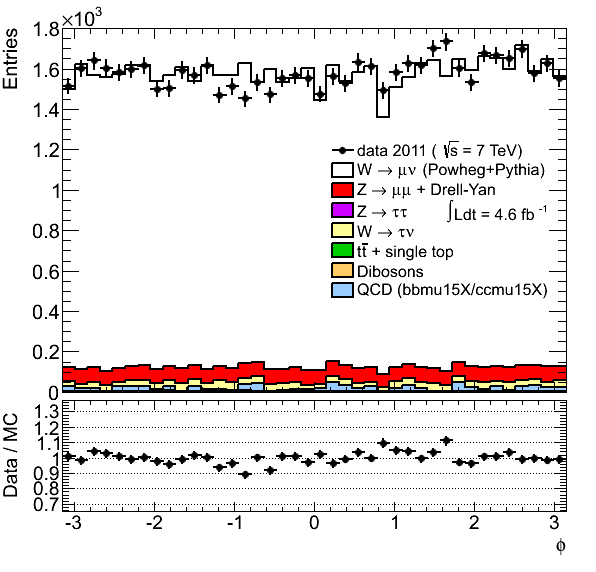 ×10³
Entries
1.8
1.6
1.4
1.2
1
0.8
0.6
0.4
0.2
0
data 2011 ( √s = 7 TeV)
W → μν (Powheg+Pythia)
Z → μμ + Drell-Yan
Z → ττ
∫Ldt = 4.6 fb⁻¹
W → τν
tt̄ + single top
Dibosons
QCD (bbmu15X/ccmu15X)
Data / MC
1.3
1.2
1.1
1
0.9
0.8
0.7
-3 -2 -1 0 1 2 3
ϕ